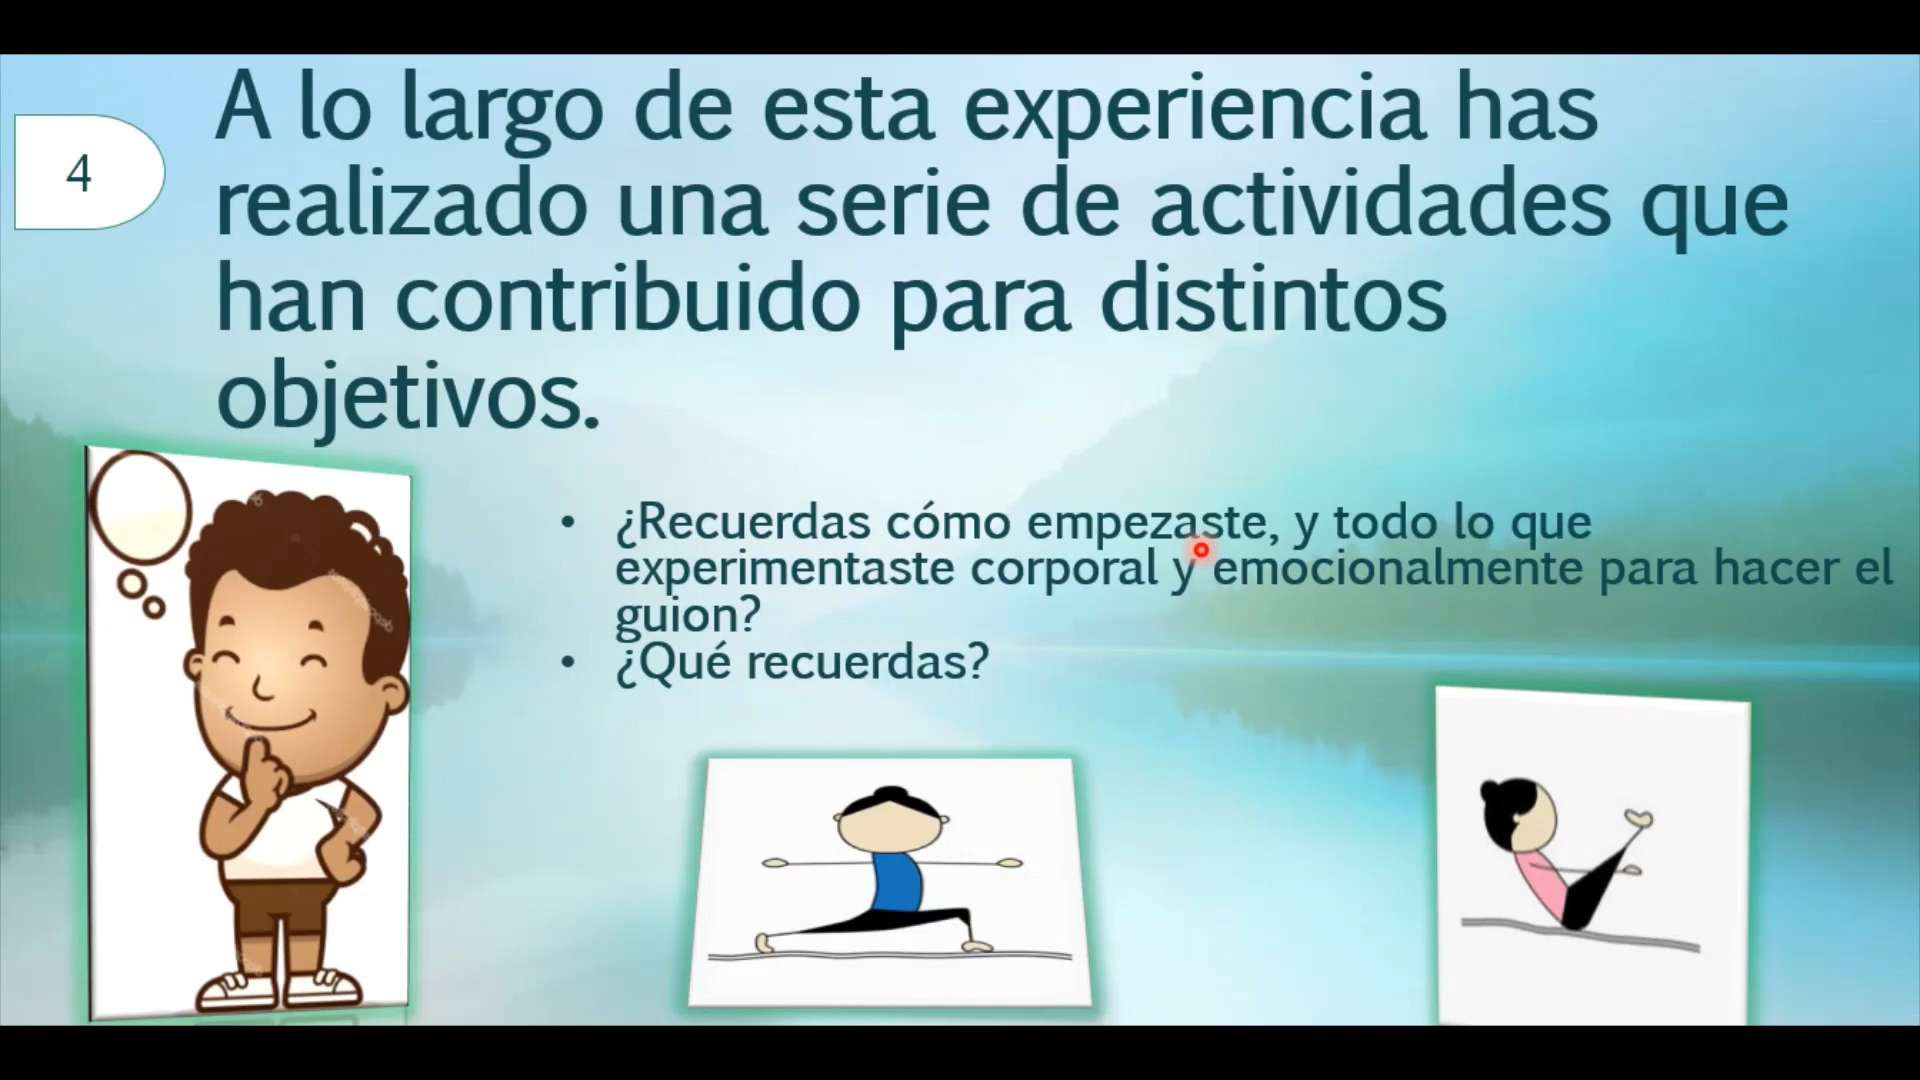 4
A lo largo de esta experiencia has
realizado una serie de actividades que
han contribuido para distintos
objetivos.
• ¿Recuerdas cómo empezaste, y todo lo que
experimentaste corporal y emocionalmente para hacer el
guion?
• ¿Qué recuerdas?